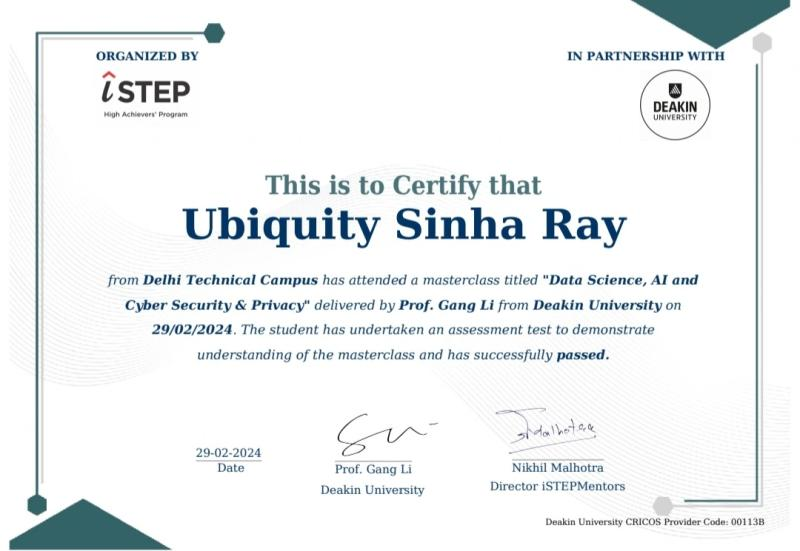 ORGANIZED BY
IN PARTNERSHIP WITH
iSTEP
High Achievers' Program
DEAKIN
UNIVERSITY
This is to Certify that
Ubiquity Sinha Ray
from Delhi Technical Campus has attended a masterclass titled "Data Science, AI and
Cyber Security & Privacy" delivered by Prof. Gang Li from Deakin University on
29/02/2024. The student has undertaken an assessment test to demonstrate
understanding of the masterclass and has successfully passed.
29-02-2024
Date
Prof. Gang Li
Deakin University
Nikhil Malhotra
Director iSTEPMentors
Deakin University CRICOS Provider Code: 00113B